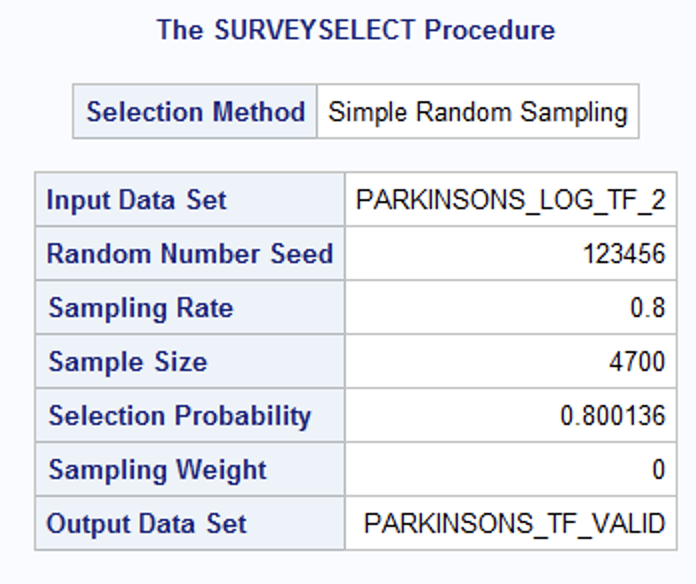 The SURVEYSELECT Procedure
Selection Method Simple Random Sampling
Input Data Set PARKINSONS_LOG_TF_2
Random Number Seed 123456
Sampling Rate 0.8
Sample Size 4700
Selection Probability 0.800136
Sampling Weight 0
Output Data Set PARKINSONS_TF_VALID